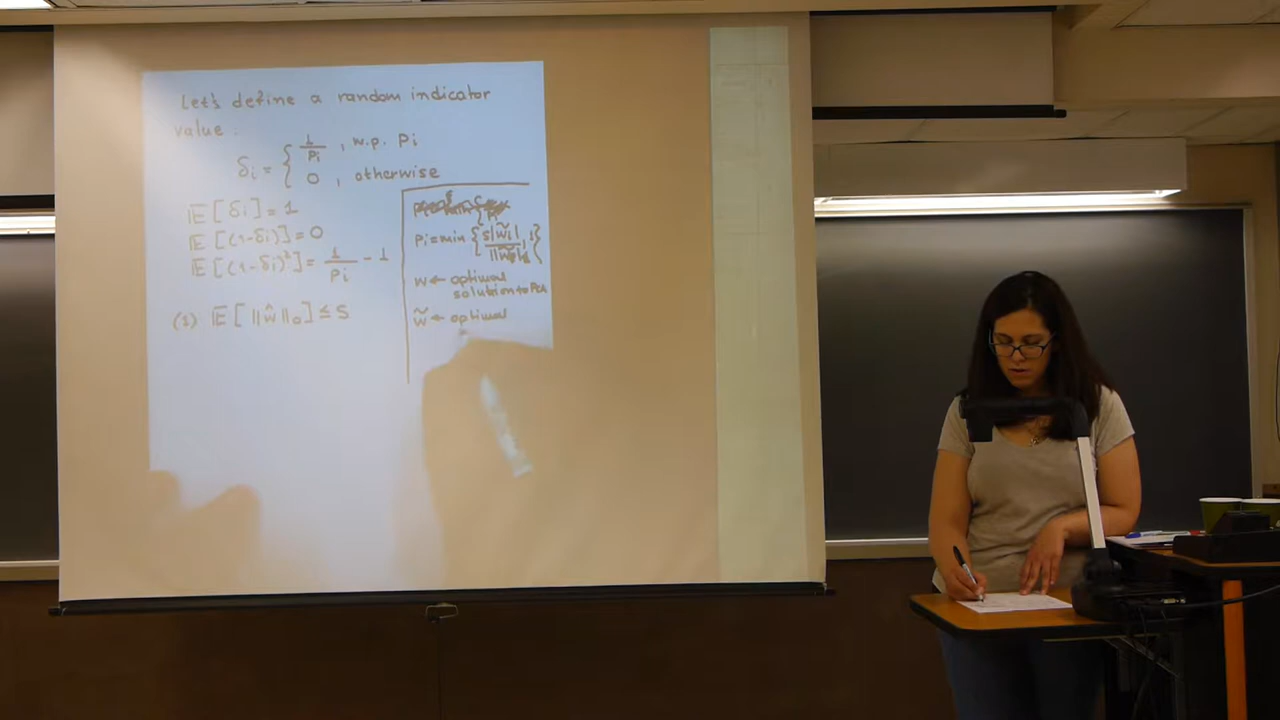 Let's define a random indicator
value:
δi = { 1/Pi , w.p. Pi
0 , otherwise
𝔼[δi] = 1
𝔼[(1-δi)] = 0
𝔼[(1-δi)²] = 1/Pi - 1
(1) 𝔼[||ŵ||₀] ≤ s
Pi = min {s|w̃i| / ||w̃||₁, 1}
w ← optimal
solution to PCA
w̃ ← optimal